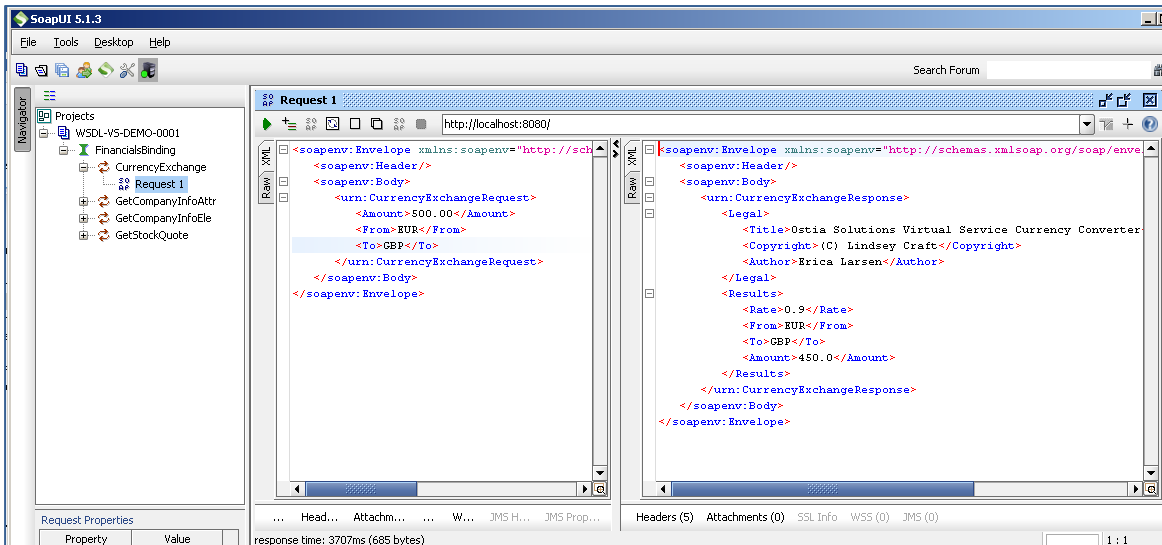 SoapUI 5.1.3
File Tools Desktop Help
Search Forum
Navigator
Projects
WSDL-VS-DEMO-0001
FinancialsBinding
CurrencyExchange
SOAP Request 1
GetCompanyInfoAttr
GetCompanyInfoEle
GetStockQuote
Request Properties
Property Value
SOAP Request 1
http://localhost:8080/
XML
Raw
<soapenv:Envelope xmlns:soapenv="http://sch
<soapenv:Header/>
<soapenv:Body>
<urn:CurrencyExchangeRequest>
<Amount>500.00</Amount>
<From>EUR</From>
<To>GBP</To>
</urn:CurrencyExchangeRequest>
</soapenv:Body>
</soapenv:Envelope>
... Head... Attachm... ... W... JMS H... JMS Prop...
XML
Raw
<soapenv:Envelope xmlns:soapenv="http://schemas.xmlsoap.org/soap/enve
<soapenv:Header/>
<soapenv:Body>
<urn:CurrencyExchangeResponse>
<Legal>
<Title>Ostia Solutions Virtual Service Currency Converter
<Copyright>(C) Lindsey Craft</Copyright>
<Author>Erica Larsen</Author>
</Legal>
<Results>
<Rate>0.9</Rate>
<From>EUR</From>
<To>GBP</To>
<Amount>450.0</Amount>
</Results>
</urn:CurrencyExchangeResponse>
</soapenv:Body>
</soapenv:Envelope>
Headers (5) Attachments (0) SSL Info WSS (0) JMS (0)
response time: 3707ms (685 bytes)
1 : 1